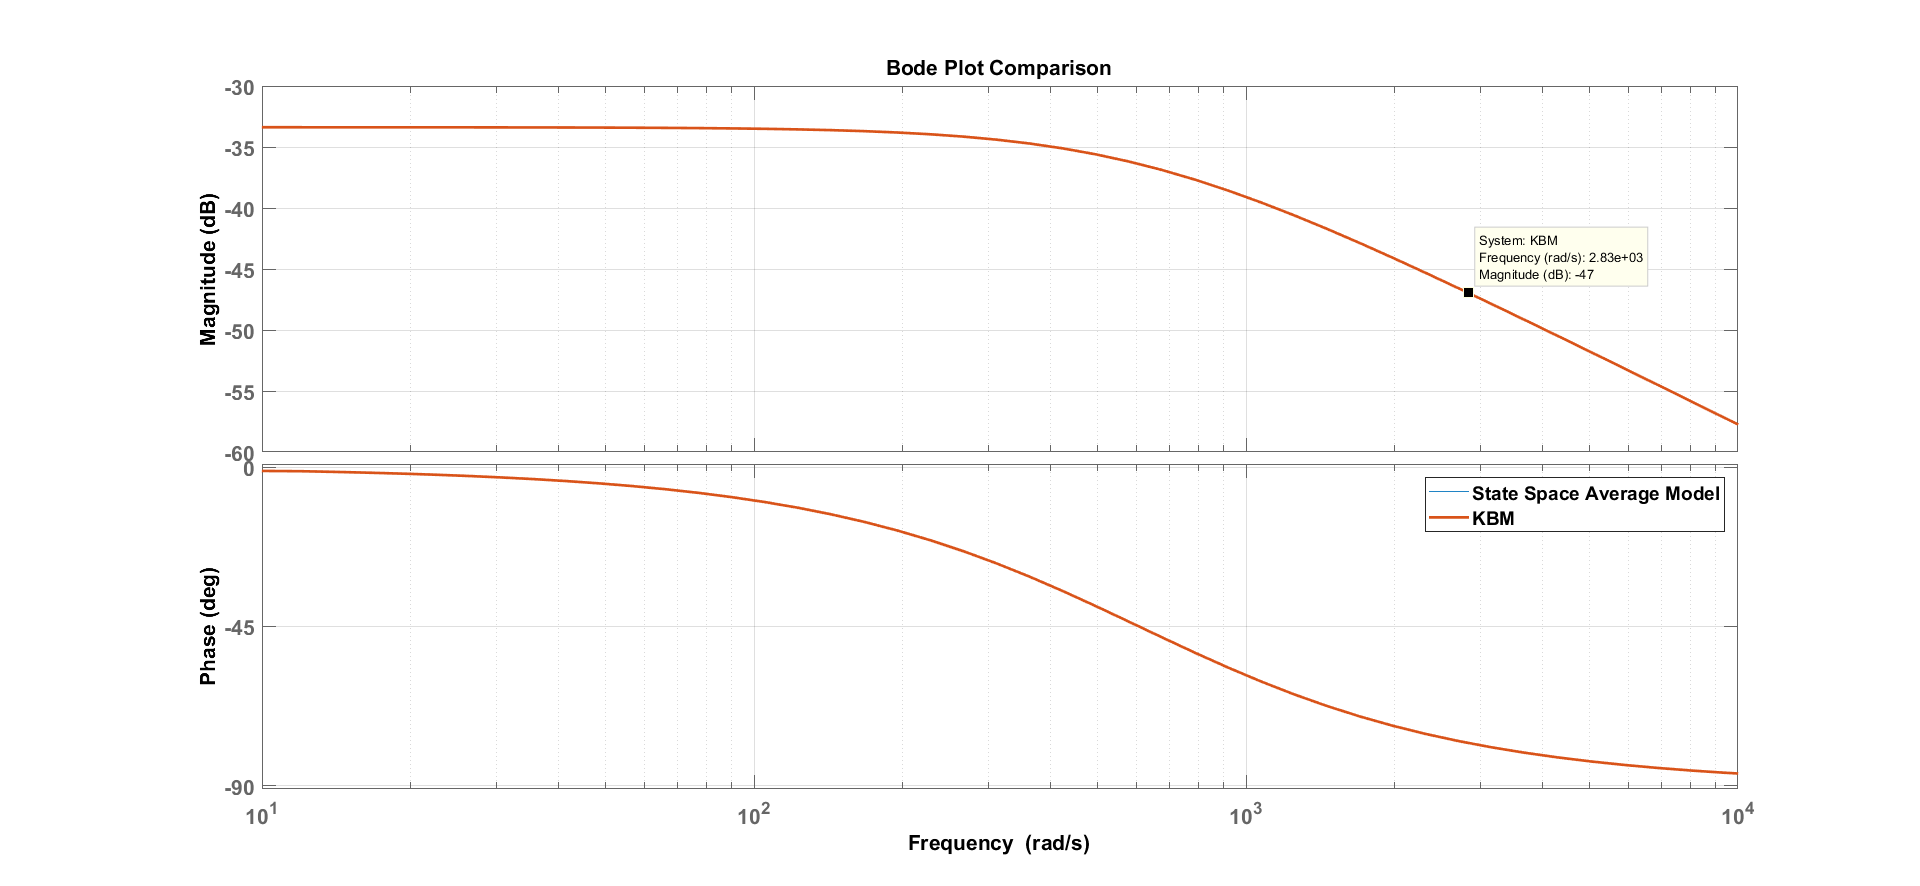 Bode Plot Comparison
Magnitude (dB)
-30
-35
-40
-45
-50
-55
-60
System: KBM
Frequency (rad/s): 2.83e+03
Magnitude (dB): -47
Phase (deg)
0
-45
-90
State Space Average Model
KBM
10^1 10^2 10^3 10^4
Frequency (rad/s)